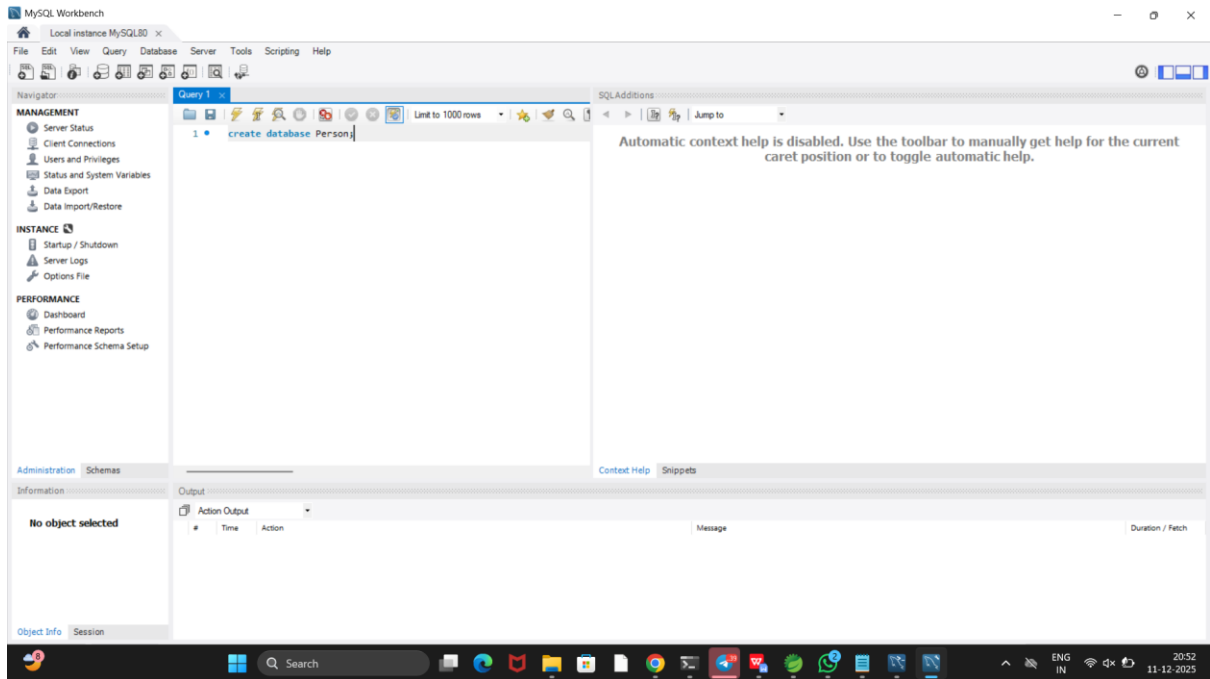 MySQL Workbench
Local instance MySQL80
File Edit View Query Database Server Tools Scripting Help
Navigator
MANAGEMENT
Server Status
Client Connections
Users and Privileges
Status and System Variables
Data Export
Data Import/Restore
INSTANCE
Startup / Shutdown
Server Logs
Options File
PERFORMANCE
Dashboard
Performance Reports
Performance Schema Setup
Administration Schemas
Query 1
Limit to 1000 rows
1 create database Person;
SQLAdditions
Jump to
Automatic context help is disabled. Use the toolbar to manually get help for the current
caret position or to toggle automatic help.
Context Help Snippets
Information
No object selected
Object Info Session
Output
Action Output
# Time Action Message Duration / Fetch
8
Search
2
ENG
IN
20:52
11-12-2025